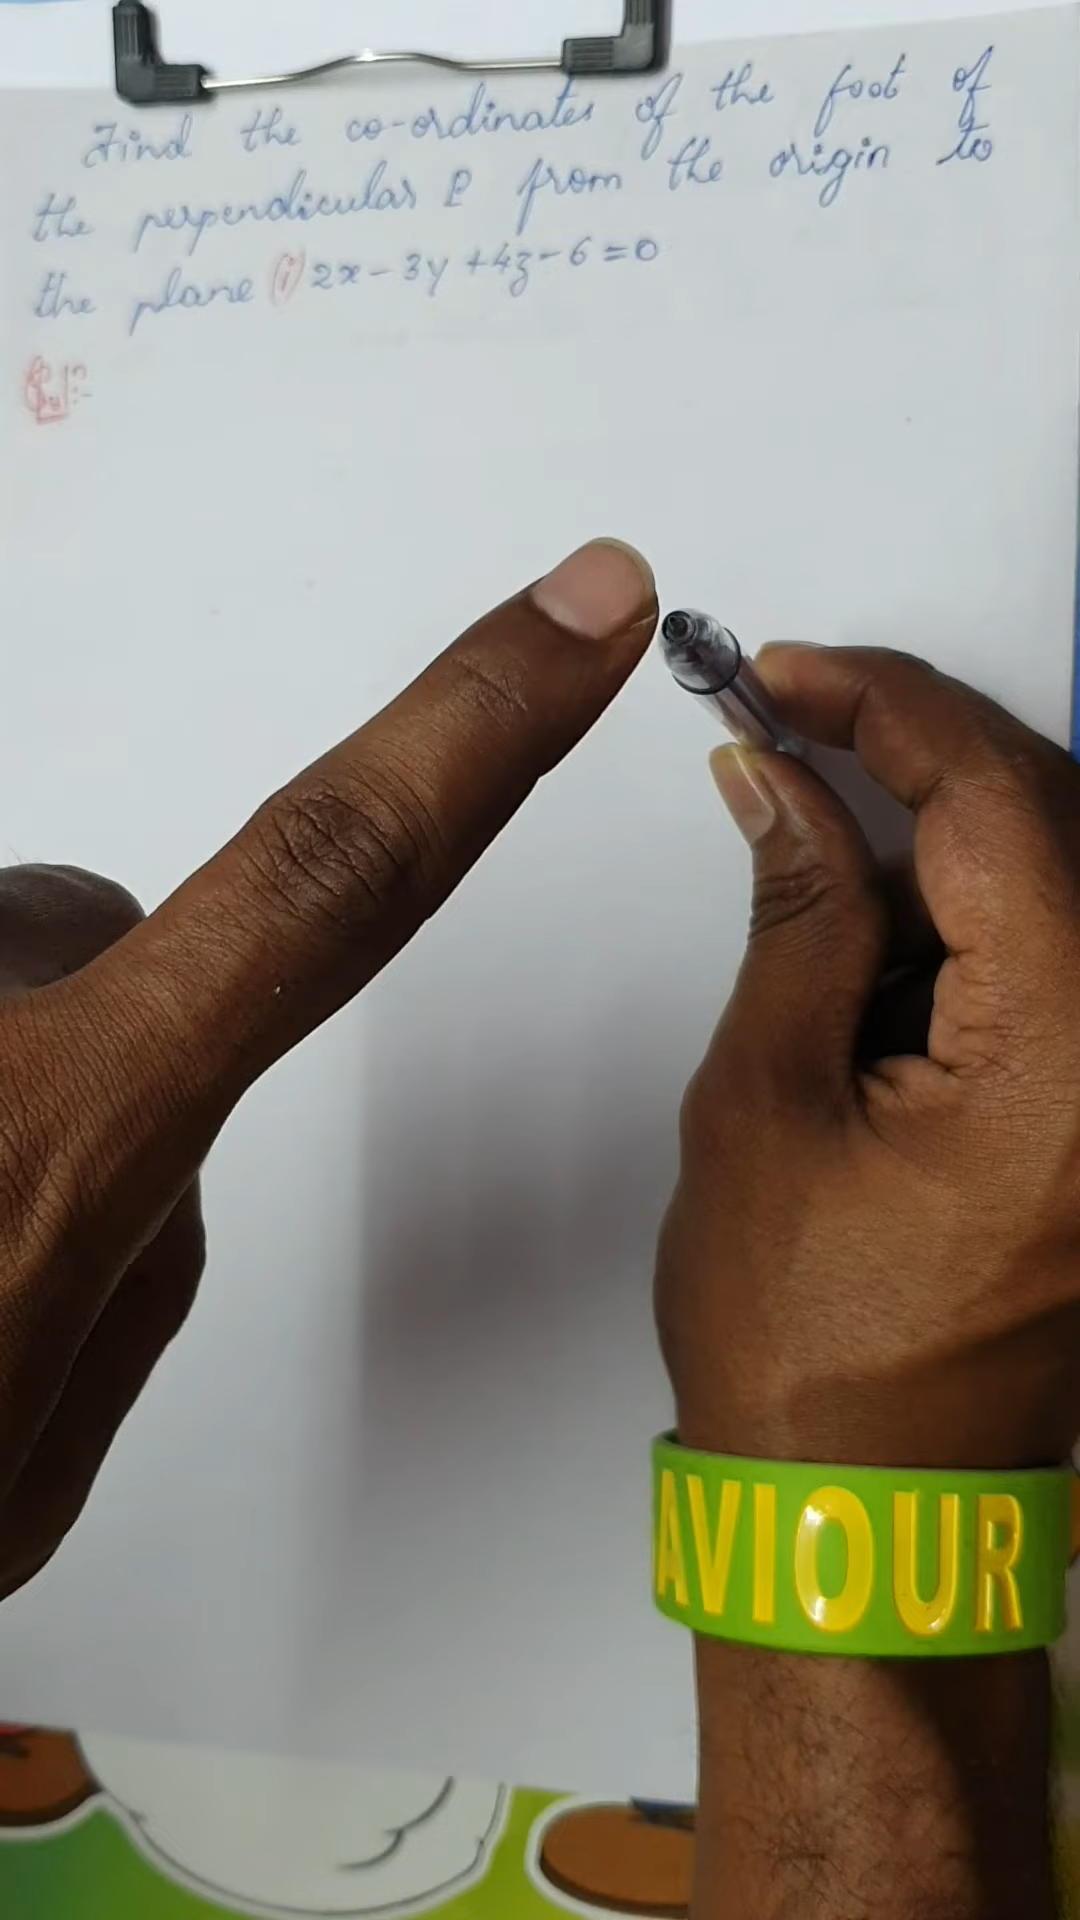 Find the co-ordinates of the foot of
the perpendicular P from the origin to
the plane (i) 2x - 3y + 4z - 6 = 0
Sol:-
AVIOUR